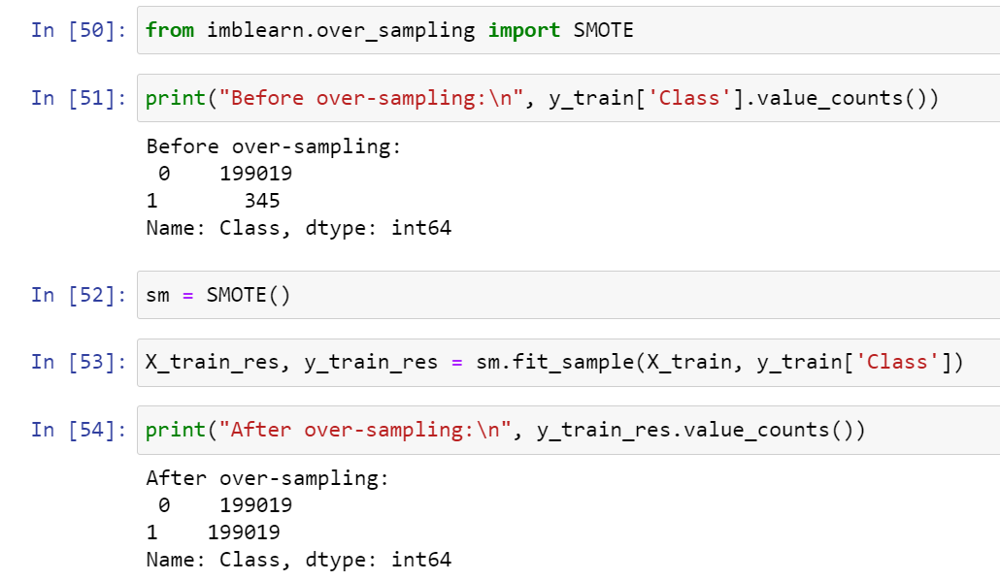 In [50]: from imblearn.over_sampling import SMOTE
In [51]: print("Before over-sampling:\n", y_train['Class'].value_counts())
Before over-sampling:
 0    199019
1       345
Name: Class, dtype: int64
In [52]: sm = SMOTE()
In [53]: X_train_res, y_train_res = sm.fit_sample(X_train, y_train['Class'])
In [54]: print("After over-sampling:\n", y_train_res.value_counts())
After over-sampling:
 0    199019
1    199019
Name: Class, dtype: int64